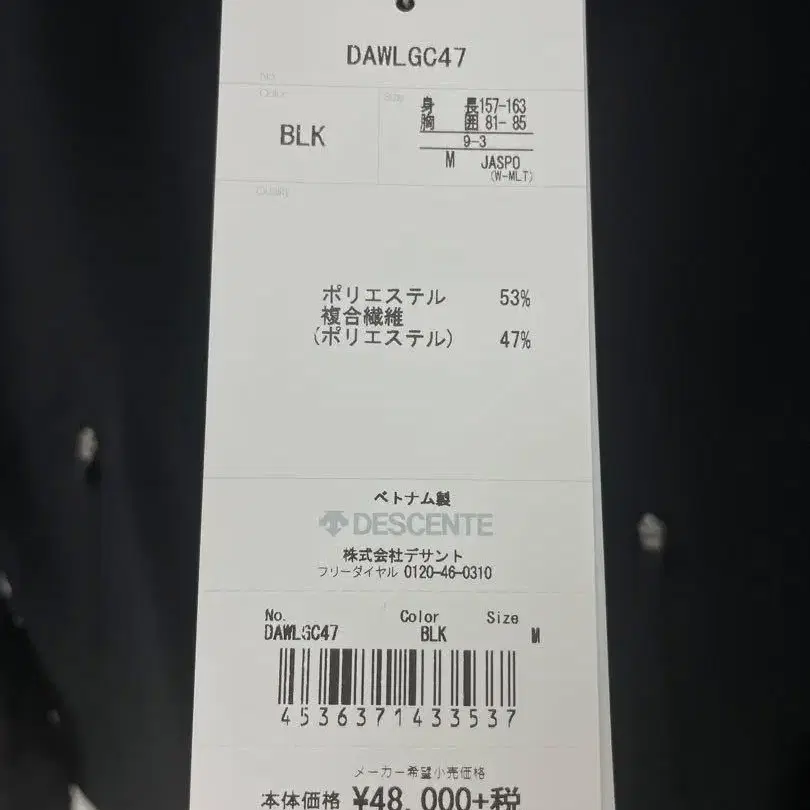 DAWLGC47
No.
Color
Size
身 長157-163
胸 囲 81- 85
BLK
9-3
M JASPO
(W-MLT)
Quality
ポリエステル 53%
複合繊維
(ポリエステル) 47%
ベトナム製
DESCENTE
株式会社デサント
フリーダイヤル 0120-46-0310
No. Color Size
DAWLGC47 BLK M
4536371433537
メーカー希望小売価格
本体価格 ¥48,000+税